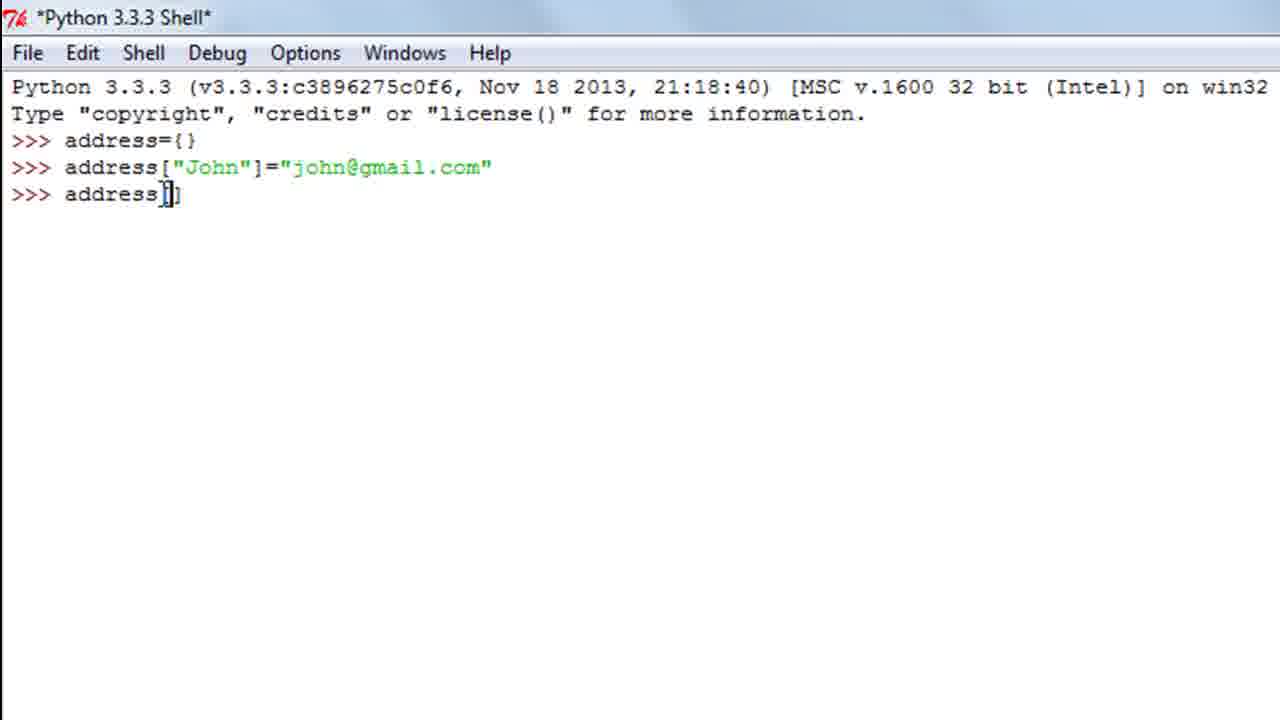 *Python 3.3.3 Shell*
File Edit Shell Debug Options Windows Help
Python 3.3.3 (v3.3.3:c3896275c0f6, Nov 18 2013, 21:18:40) [MSC v.1600 32 bit (Intel)] on win32
Type "copyright", "credits" or "license()" for more information.
>>> address={}
>>> address["John"]="john@gmail.com"
>>> address[]